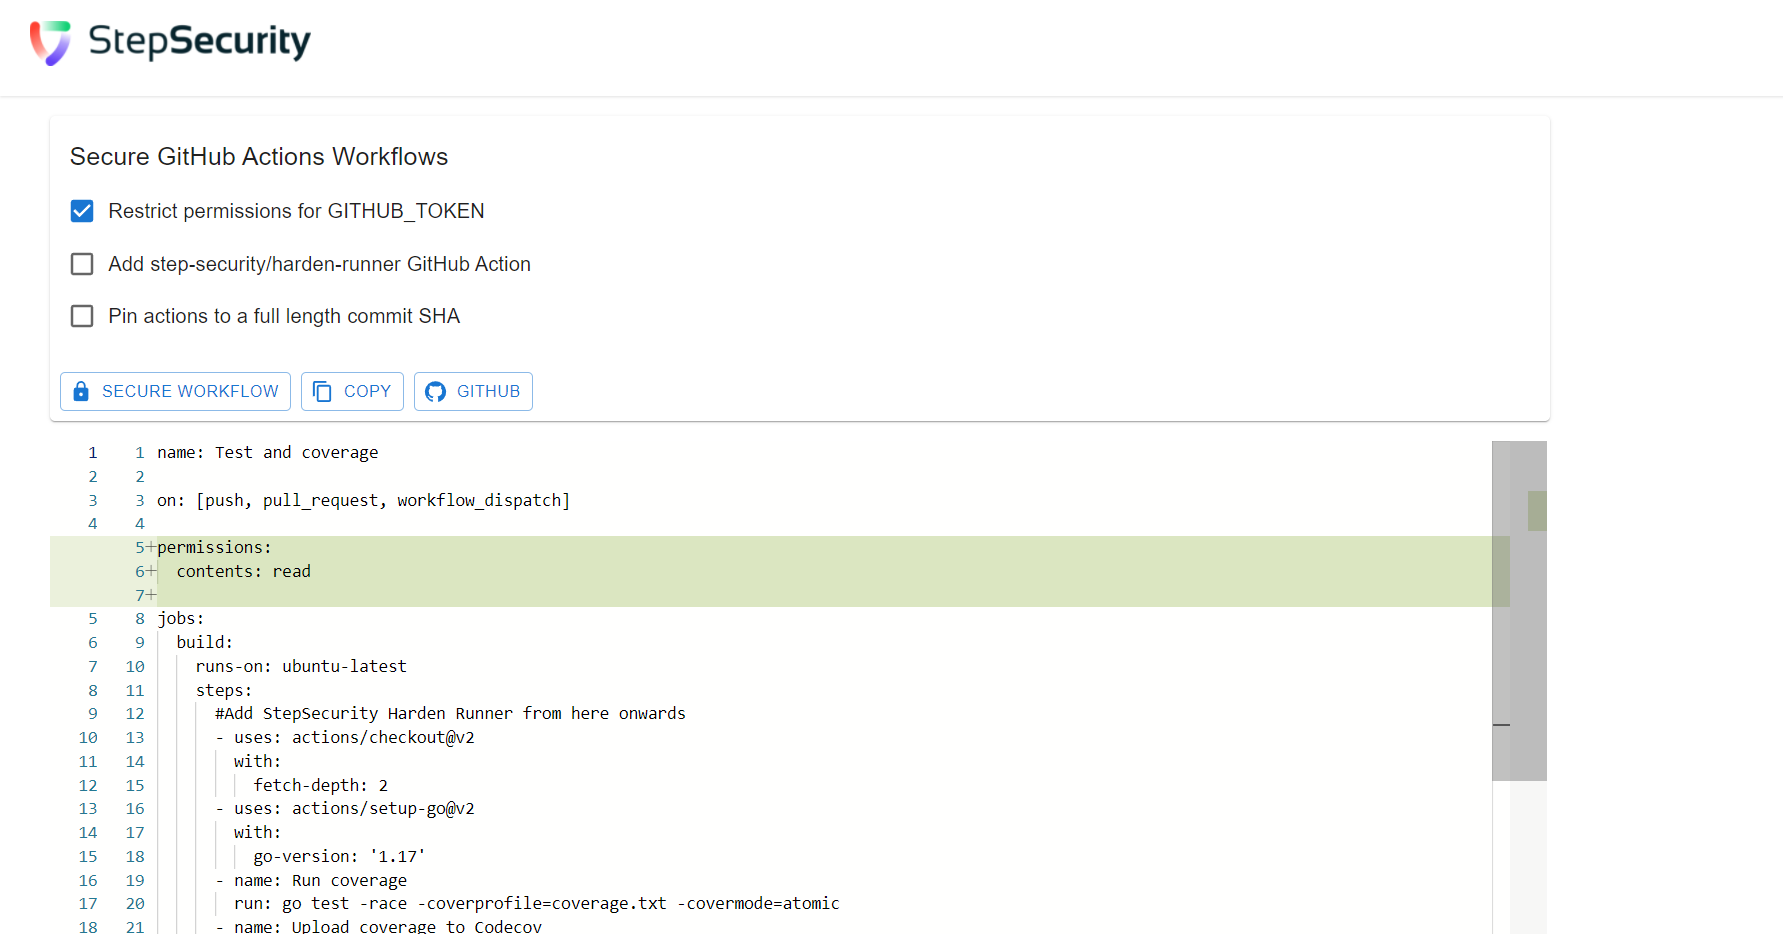 StepSecurity
Secure GitHub Actions Workflows
Restrict permissions for GITHUB_TOKEN
Add step-security/harden-runner GitHub Action
Pin actions to a full length commit SHA
SECURE WORKFLOW COPY GITHUB
1 1 name: Test and coverage
2 2
3 3 on: [push, pull_request, workflow_dispatch]
4 4
5+permissions:
6+ contents: read
7+
5 8 jobs:
6 9 build:
7 10 runs-on: ubuntu-latest
8 11 steps:
9 12 #Add StepSecurity Harden Runner from here onwards
10 13 - uses: actions/checkout@v2
11 14 with:
12 15 fetch-depth: 2
13 16 - uses: actions/setup-go@v2
14 17 with:
15 18 go-version: '1.17'
16 19 - name: Run coverage
17 20 run: go test -race -coverprofile=coverage.txt -covermode=atomic
18 21 - name: Upload coverage to Codecov